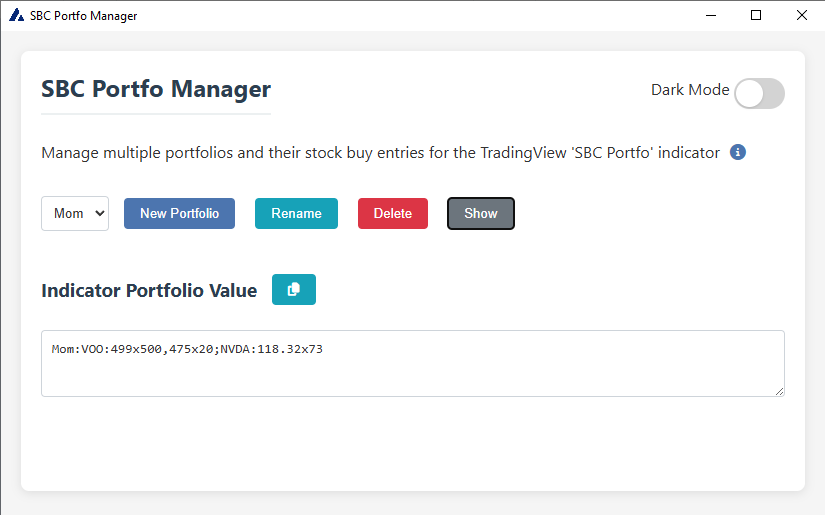 SBC Portfo Manager
SBC Portfo Manager
Dark Mode
Manage multiple portfolios and their stock buy entries for the TradingView 'SBC Portfo' indicator
Mom New Portfolio Rename Delete Show
Indicator Portfolio Value
Mom:VOO:499x500,475x20;NVDA:118.32x73